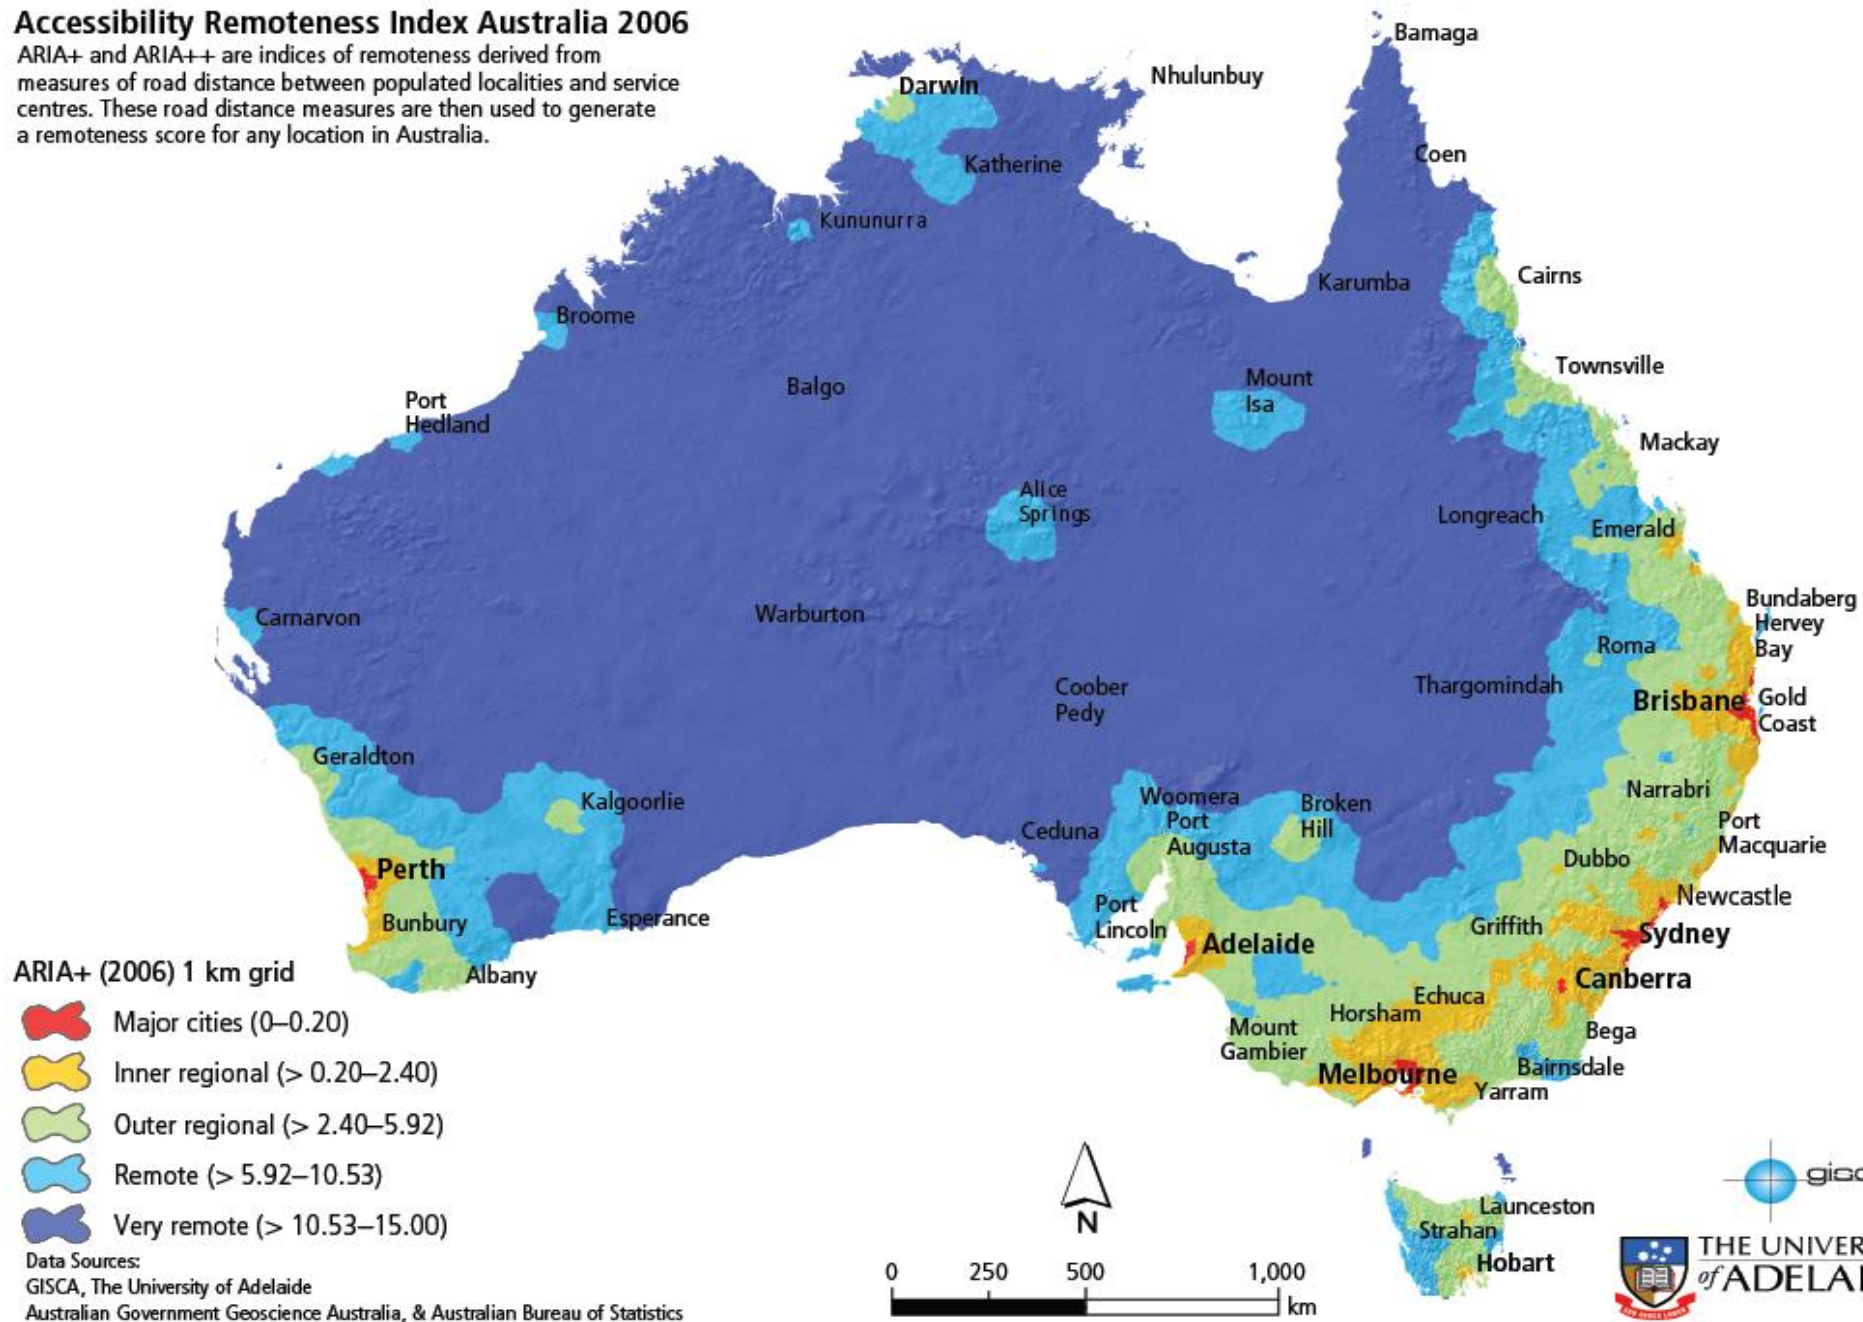 Accessibility Remoteness Index Australia 2006
ARIA+ and ARIA++ are indices of remoteness derived from
measures of road distance between populated localities and service
centres. These road distance measures are then used to generate
a remoteness score for any location in Australia.
Bamaga
Nhulunbuy
Darwin
Coen
Katherine
Kununurra
Cairns
Karumba
Broome
Townsville
Balgo
Mount
Isa
Port
Hedland
Mackay
Alice
Springs
Longreach
Emerald
Bundaberg
Hervey
Bay
Carnarvon
Warburton
Roma
Coober
Pedy
Thargomindah
Brisbane
Gold
Coast
Geraldton
Kalgoorlie
Woomera
Port
Augusta
Broken
Hill
Narrabri
Ceduna
Port
Macquarie
Dubbo
Perth
Newcastle
Bunbury
Esperance
Port
Lincoln
Griffith
Sydney
Adelaide
Albany
Canberra
Echuca
Horsham
Mount
Gambier
Bega
Bairnsdale
Melbourne
Yarram
Launceston
Strahan
Hobart
ARIA+ (2006) 1 km grid
Major cities (0–0.20)
Inner regional (> 0.20–2.40)
Outer regional (> 2.40–5.92)
Remote (> 5.92–10.53)
Very remote (> 10.53–15.00)
Data Sources:
GISCA, The University of Adelaide
Australian Government Geoscience Australia, & Australian Bureau of Statistics
N
0 250 500 1,000
km
gisc
THE UNIVER
of ADELAI